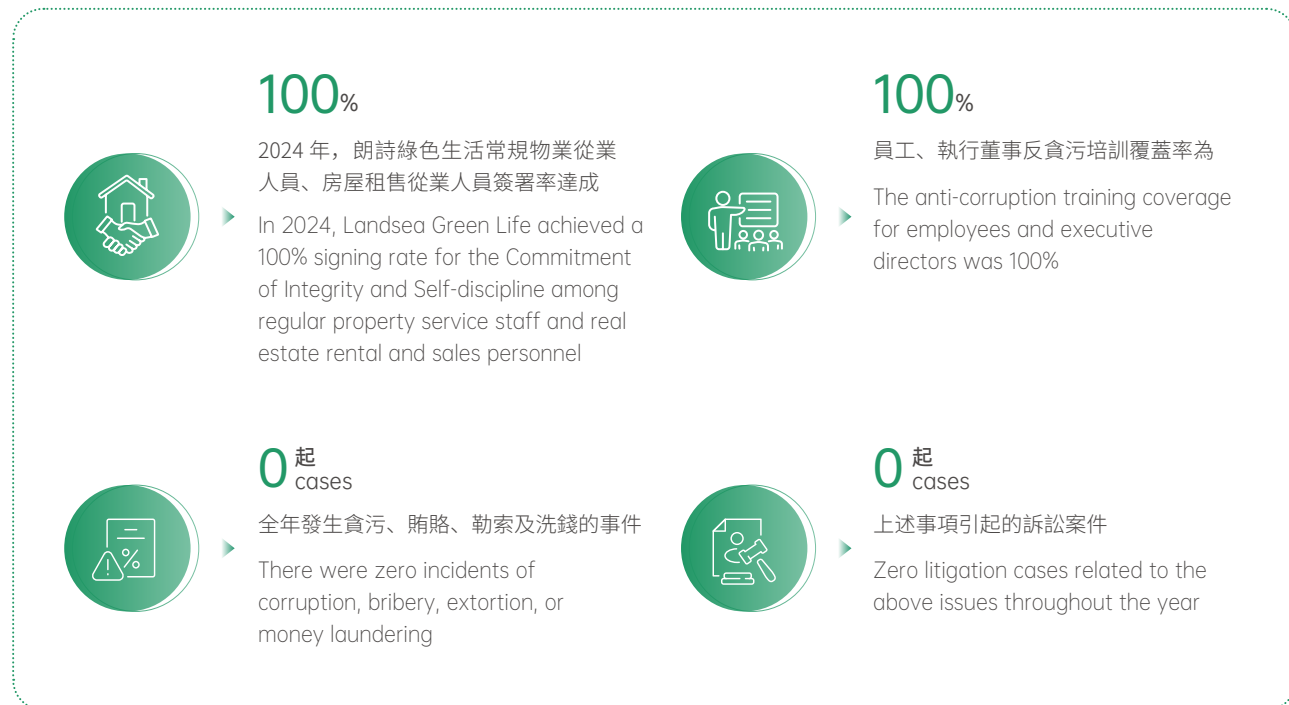 100%
2024 年，朗詩綠色生活常規物業從業
人員、房屋租售從業人員簽署率達成
In 2024, Landsea Green Life achieved a
100% signing rate for the Commitment
of Integrity and Self-discipline among
regular property service staff and real
estate rental and sales personnel
100%
員工、執行董事反貪污培訓覆蓋率為
The anti-corruption training coverage
for employees and executive
directors was 100%
0 起
cases
全年發生貪污、賄賂、勒索及洗錢的事件
There were zero incidents of
corruption, bribery, extortion, or
money laundering
0 起
cases
上述事項引起的訴訟案件
Zero litigation cases related to the
above issues throughout the year